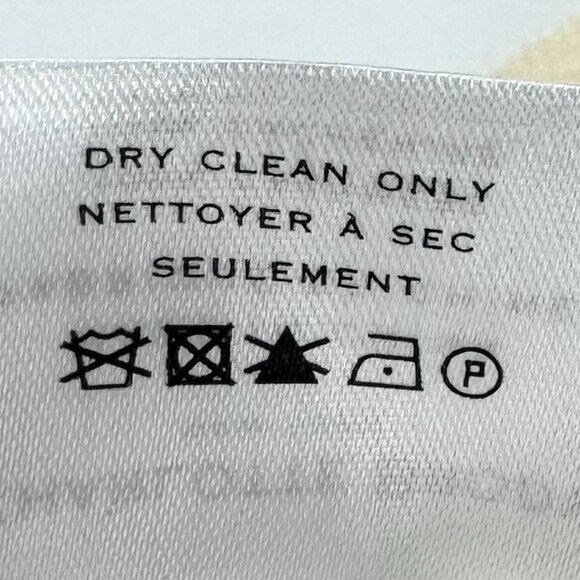 DRY CLEAN ONLY
NETTOYER À SEC
SEULEMENT
P